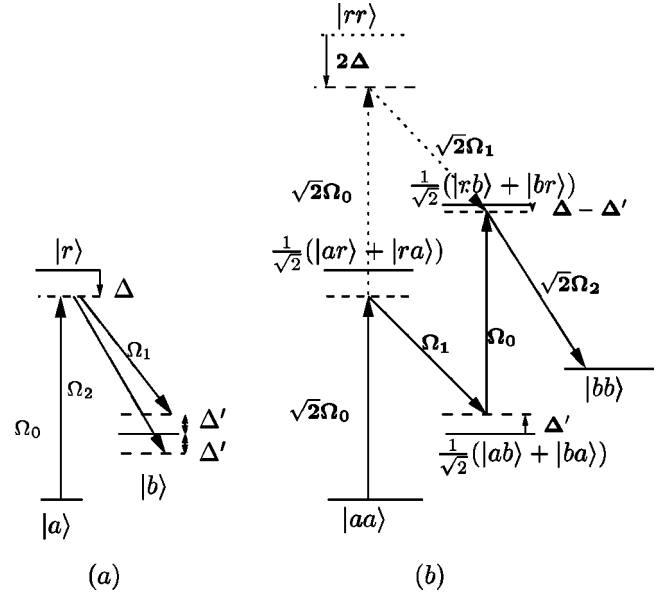 |r⟩
Δ
Ω₁
Ω₂
Ω₀
Δ′
Δ′
|b⟩
|a⟩
(a)
|rr⟩
2Δ
√2Ω₁
√2Ω₀
1/√2(|rb⟩ + |br⟩)
Δ − Δ′
1/√2(|ar⟩ + |ra⟩)
√2Ω₂
Ω₁
Ω₀
|bb⟩
√2Ω₀
Δ′
1/√2(|ab⟩ + |ba⟩)
|aa⟩
(b)